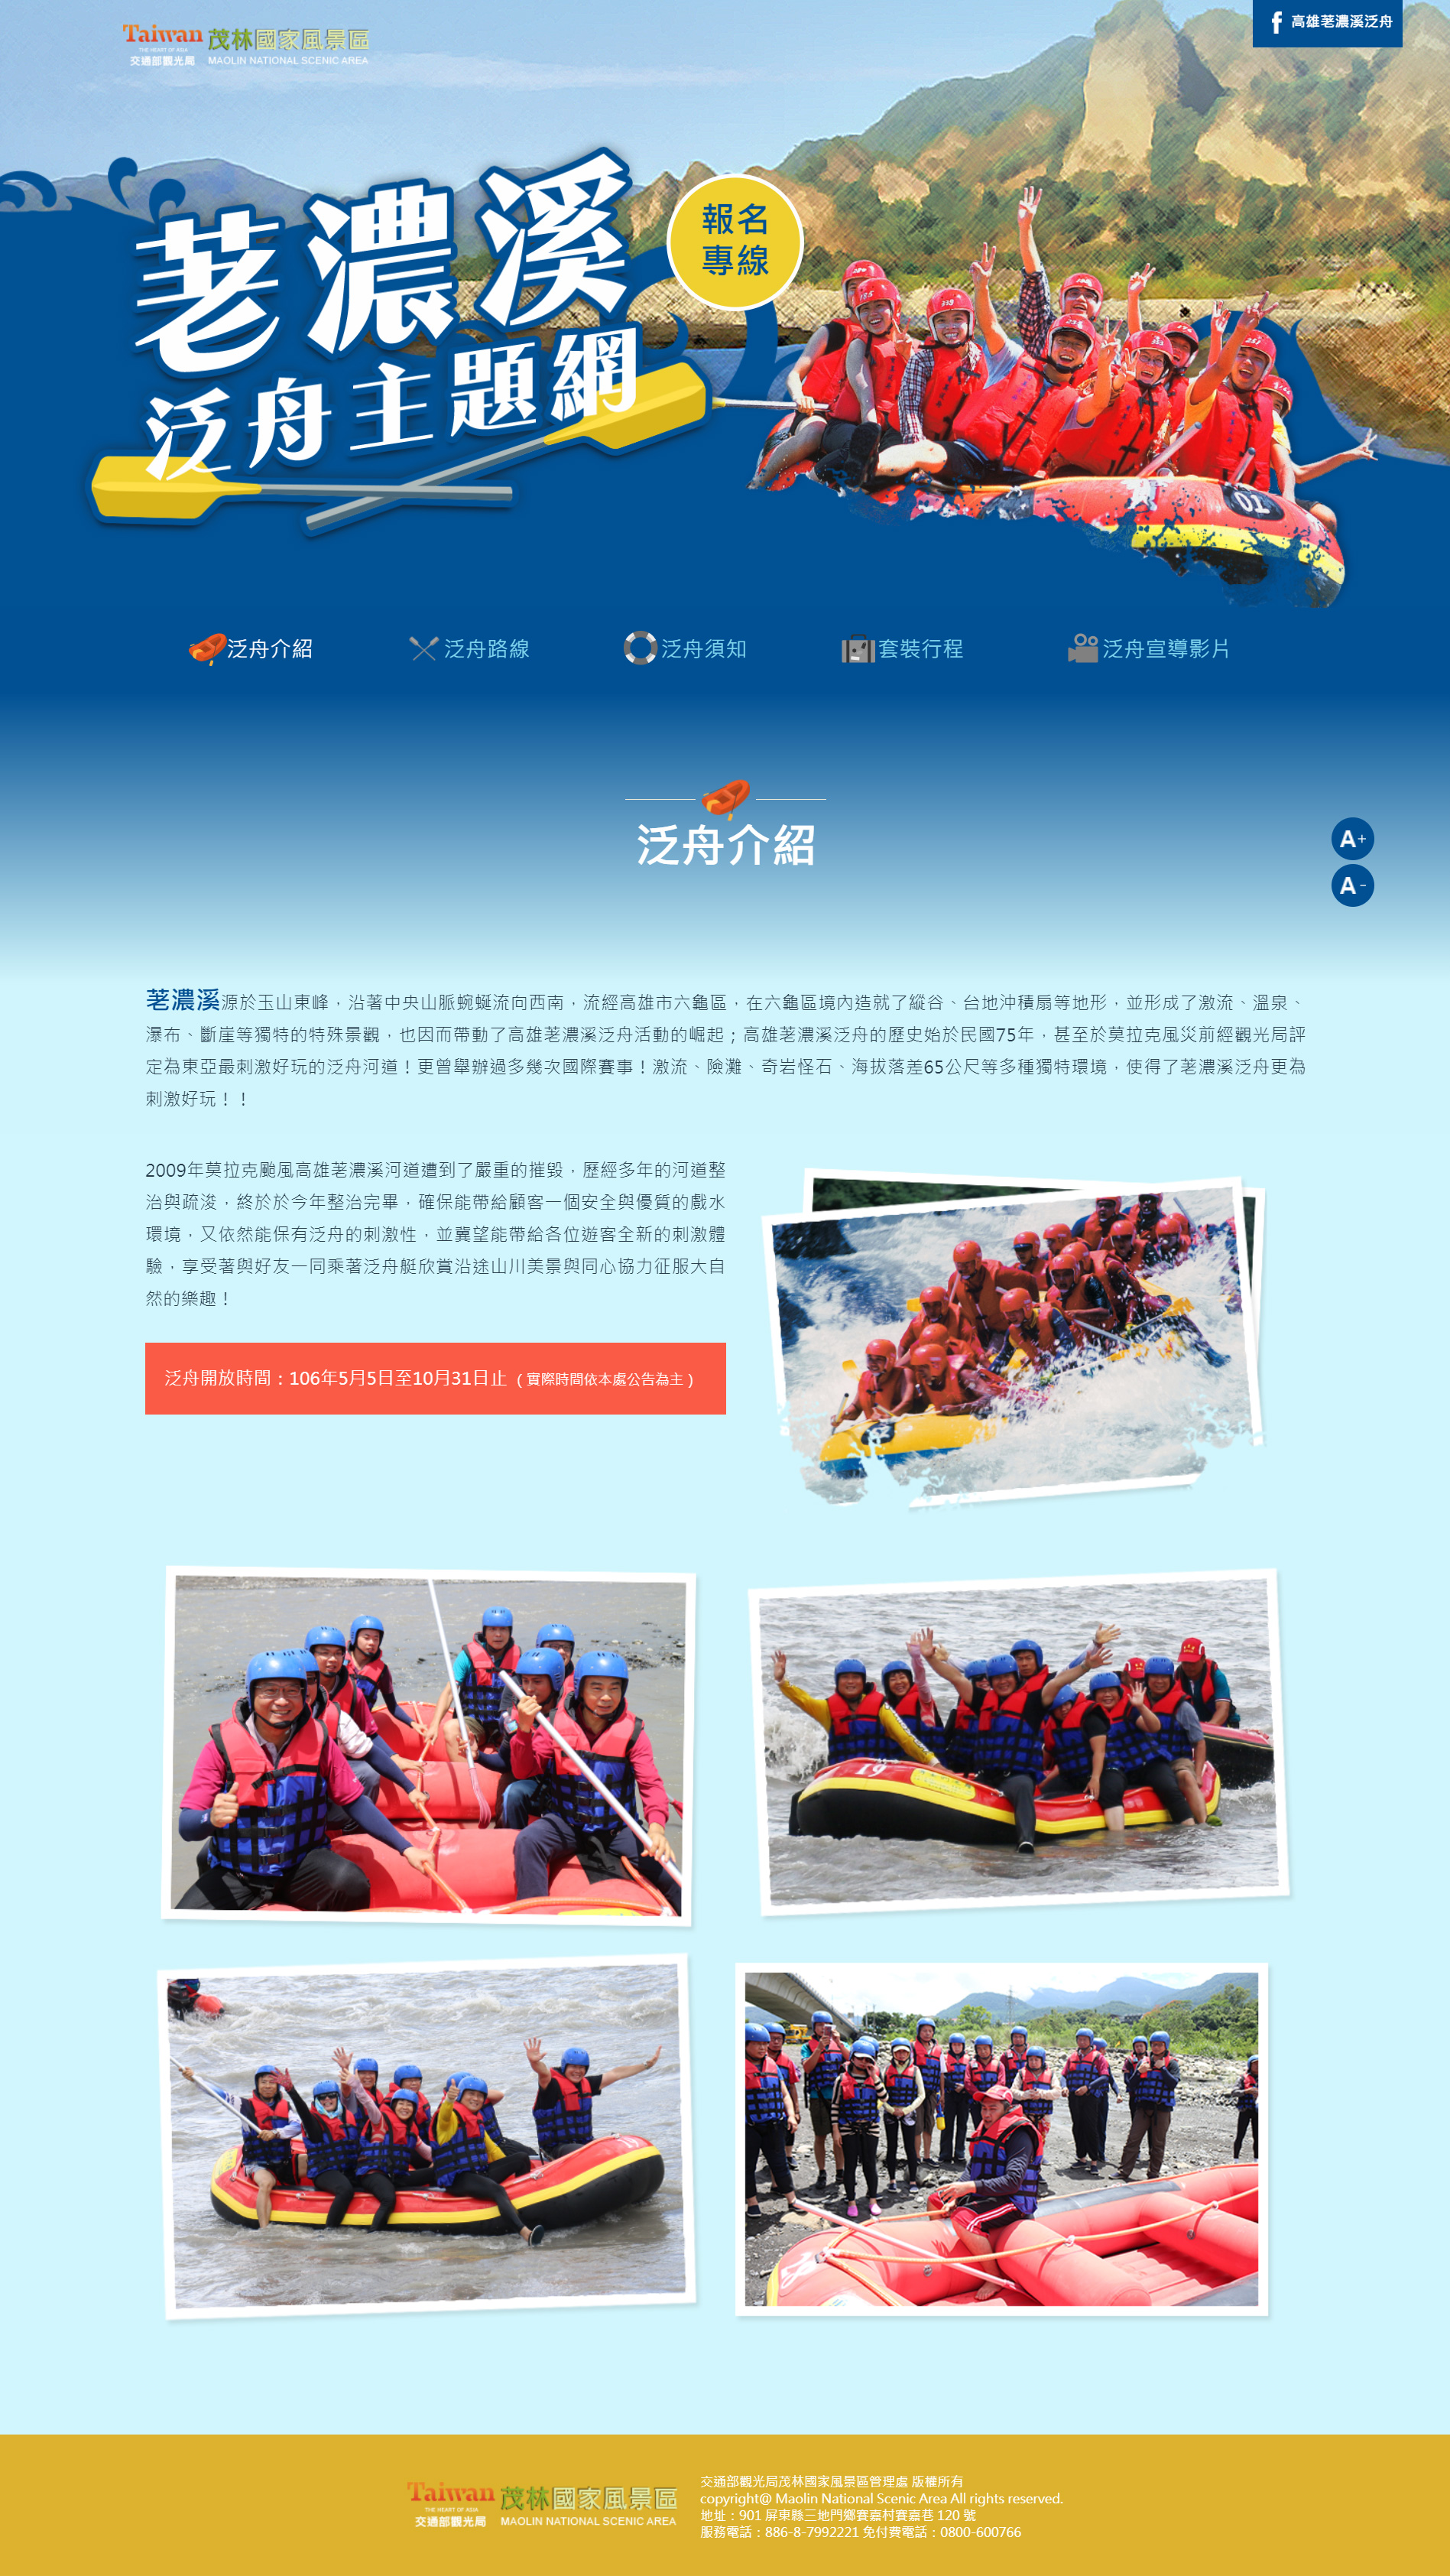 Taiwan 茂林國家風景區
THE HEART OF ASIA
交通部觀光局 MAOLIN NATIONAL SCENIC AREA
f 高雄荖濃溪泛舟
荖濃溪
泛舟主題網
報名
專線
01
泛舟介紹
泛舟路線
泛舟須知
套裝行程
泛舟宣導影片
泛舟介紹
A+
A-
荖濃溪源於玉山東峰，沿著中央山脈蜿蜒流向西南，流經高雄市六龜區，在六龜區境內造就了縱谷、台地沖積扇等地形，並形成了激流、溫泉、
瀑布、斷崖等獨特的特殊景觀，也因而帶動了高雄荖濃溪泛舟活動的崛起；高雄荖濃溪泛舟的歷史始於民國75年，甚至於莫拉克風災前經觀光局評
定為東亞最刺激好玩的泛舟河道！更曾舉辦過多幾次國際賽事！激流、險灘、奇岩怪石、海拔落差65公尺等多種獨特環境，使得了荖濃溪泛舟更為
刺激好玩！！
2009年莫拉克颱風高雄荖濃溪河道遭到了嚴重的摧毀，歷經多年的河道整
治與疏浚，終於於今年整治完畢，確保能帶給顧客一個安全與優質的戲水
環境，又依然能保有泛舟的刺激性，並冀望能帶給各位遊客全新的刺激體
驗，享受著與好友一同乘著泛舟艇欣賞沿途山川美景與同心協力征服大自
然的樂趣！
泛舟開放時間：106年5月5日至10月31日止（實際時間依本處公告為主）
19
Taiwan 茂林國家風景區
THE HEART OF ASIA
交通部觀光局 MAOLIN NATIONAL SCENIC AREA
交通部觀光局茂林國家風景區管理處 版權所有
copyright@ Maolin National Scenic Area All rights reserved.
地址：901 屏東縣三地門鄉賽嘉村賽嘉巷 120 號
服務電話：886-8-7992221 免付費電話：0800-600766